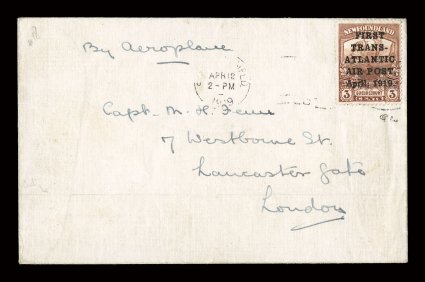 By Aeroplane
APR 12
2-PM
1919
NEWFOUNDLAND
FIRST
TRANS-
ATLANTIC
AIR POST,
April, 1919.
3 3
CENTS
Capt. M. H. Fenn
7 Westbourne St.
Lancaster Gate
London